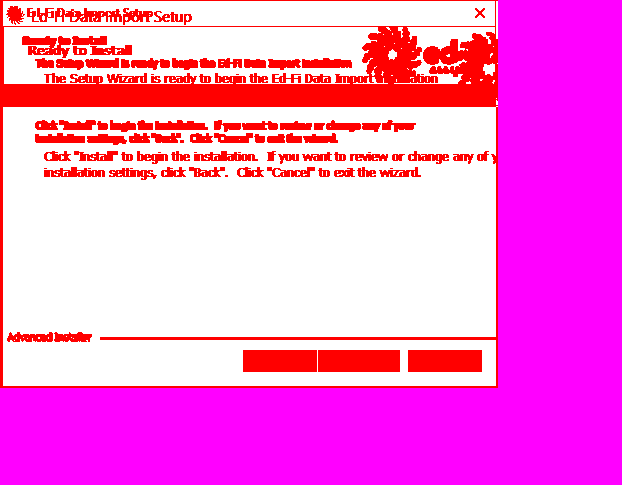 Ed-Fi Data Import Setup
Ed-Fi Data Import Setup
Ready to Install
Ready to Install
The Setup Wizard is ready to begin the Ed-Fi Data Import installation
The Setup Wizard is ready to begin the Ed-Fi Data Import installation
ed
Click "Install" to begin the installation. If you want to review or change any of your
installation settings, click "Back". Click "Cancel" to exit the wizard.
Click "Install" to begin the installation. If you want to review or change any of y
installation settings, click "Back". Click "Cancel" to exit the wizard.
Advanced Installer